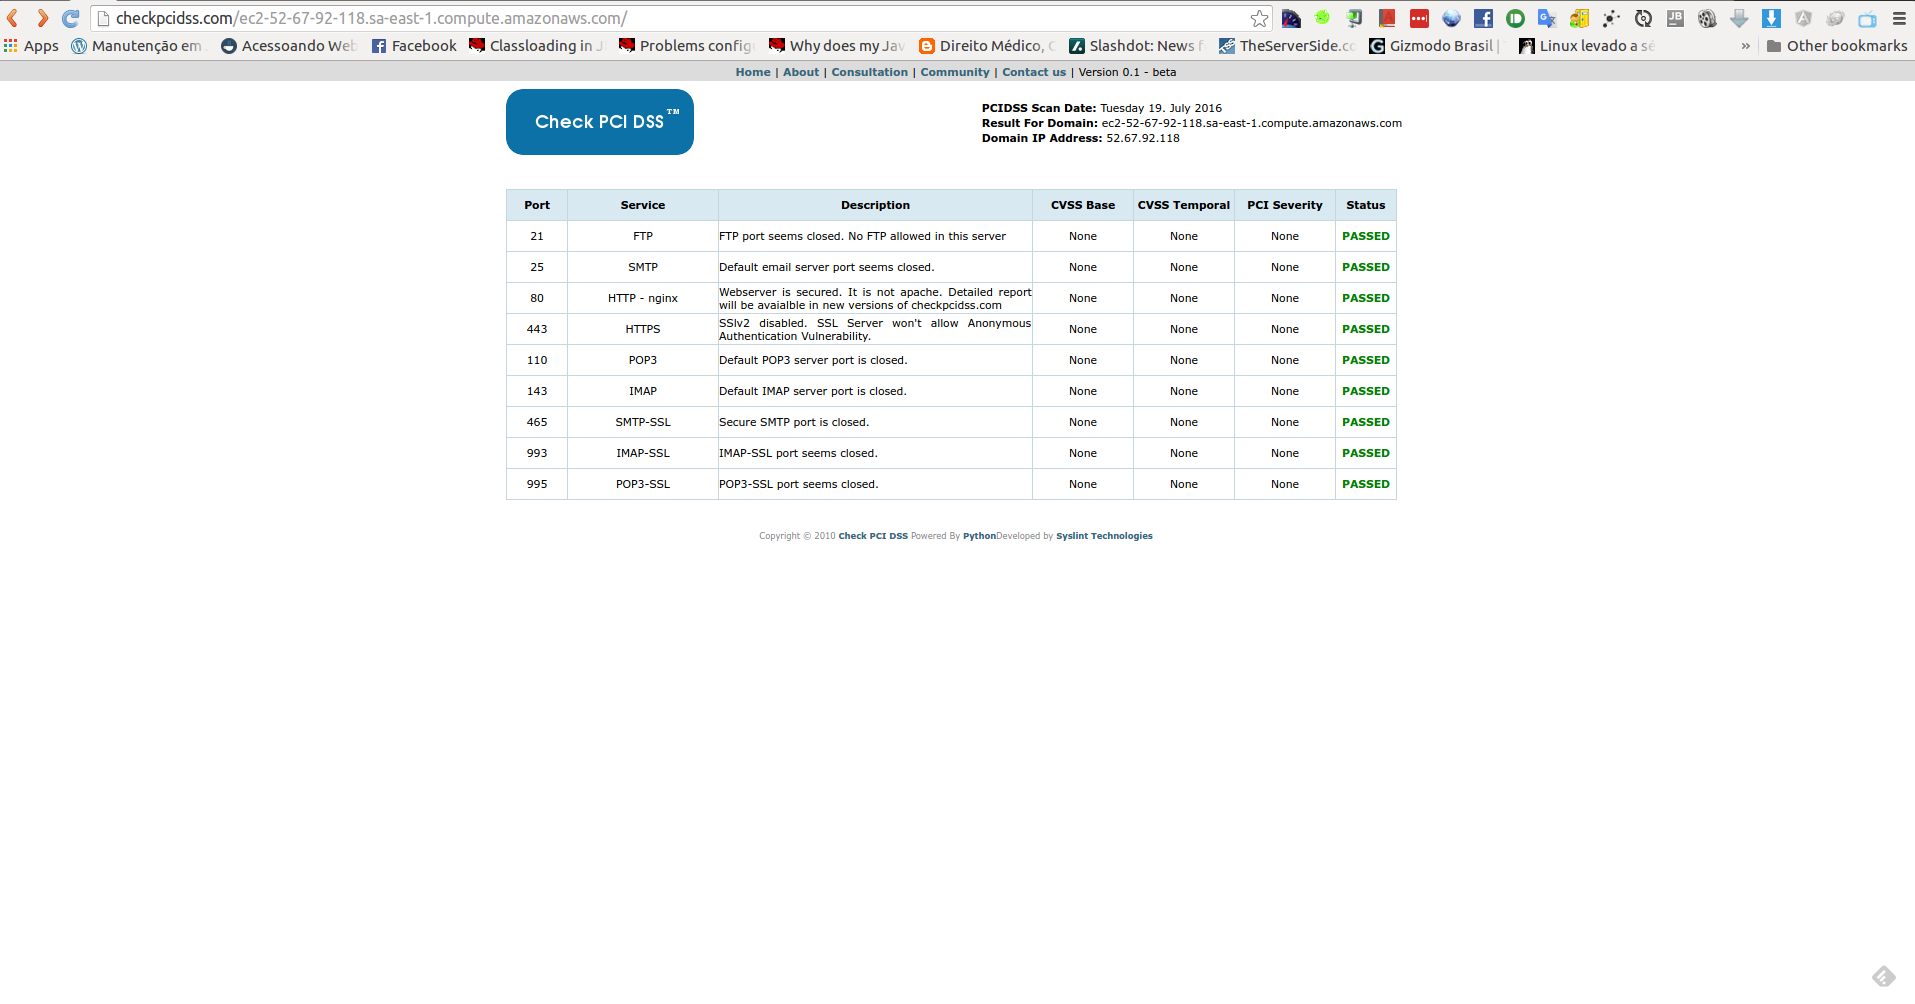 checkpcidss.com/ec2-52-67-92-118.sa-east-1.compute.amazonaws.com/
Apps Manutenção em Acessoando Web Facebook Classloading in J Problems config Why does my Jav Direito Médico, C Slashdot: News f TheServerSide.co Gizmodo Brasil | Linux levado a sé » Other bookmarks
Home | About | Consultation | Community | Contact us | Version 0.1 - beta
Check PCI DSS™
PCIDSS Scan Date: Tuesday 19. July 2016
Result For Domain: ec2-52-67-92-118.sa-east-1.compute.amazonaws.com
Domain IP Address: 52.67.92.118
Port Service Description CVSS Base CVSS Temporal PCI Severity Status
21 FTP FTP port seems closed. No FTP allowed in this server None None None PASSED
25 SMTP Default email server port seems closed. None None None PASSED
80 HTTP - nginx Webserver is secured. It is not apache. Detailed report
will be avaialble in new versions of checkpcidss.com None None None PASSED
443 HTTPS SSlv2 disabled. SSL Server won't allow Anonymous
Authentication Vulnerability. None None None PASSED
110 POP3 Default POP3 server port is closed. None None None PASSED
143 IMAP Default IMAP server port is closed. None None None PASSED
465 SMTP-SSL Secure SMTP port is closed. None None None PASSED
993 IMAP-SSL IMAP-SSL port seems closed. None None None PASSED
995 POP3-SSL POP3-SSL port seems closed. None None None PASSED
Copyright © 2010 Check PCI DSS Powered By PythonDeveloped by Syslint Technologies